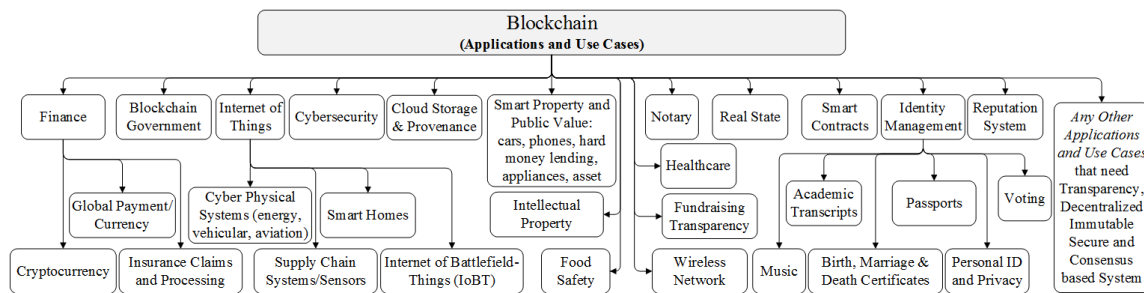 Blockchain
(Applications and Use Cases)
Finance
Blockchain
Government
Internet of
Things
Cybersecurity
Cloud Storage
& Provenance
Smart Property and
Public Value:
cars, phones, hard
money lending,
appliances, asset
Notary
Real State
Smart
Contracts
Identity
Management
Reputation
System
Any Other
Applications
and Use Cases
that need
Transparency,
Decentralized
Immutable
Secure and
Consensus
based System
Healthcare
Global Payment/
Currency
Cyber Physical
Systems (energy,
vehicular, aviation)
Smart Homes
Intellectual
Property
Fundraising
Transparency
Academic
Transcripts
Passports
Voting
Cryptocurrency
Insurance Claims
and Processing
Supply Chain
Systems/Sensors
Internet of Battlefield-
Things (IoBT)
Food
Safety
Wireless
Network
Music
Birth, Marriage &
Death Certificates
Personal ID
and Privacy